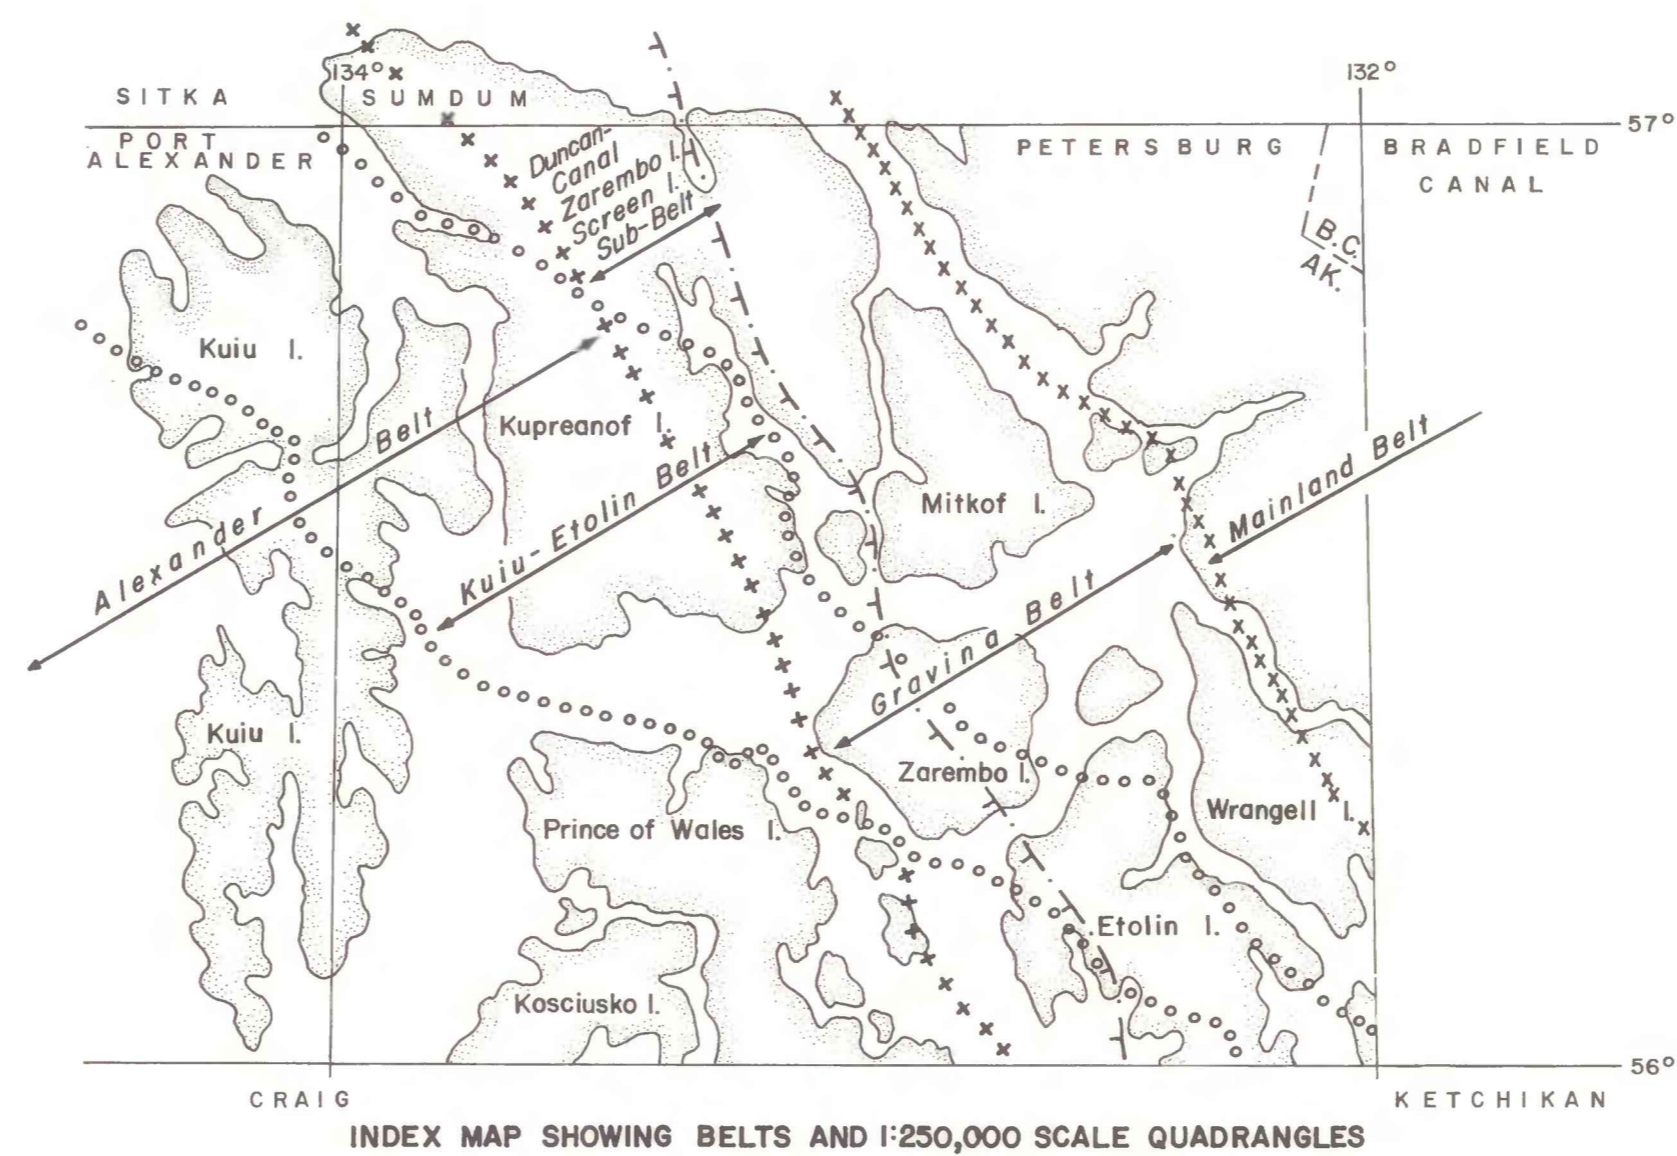 134°
132°
SITKA
SUMDUM
57°
PORT
ALEXANDER
PETERSBURG
BRADFIELD
CANAL
Duncan-
Canal
Zarembo I.
Screen I.
Sub-Belt
B.C.
AK.
Kuiu I.
Kupreanof I.
Mitkof I.
Alexander Belt
Kuiu-Etolin Belt
Mainland Belt
Gravina Belt
Kuiu I.
Zarembo I.
Wrangell I.
Prince of Wales I.
Etolin I.
Kosciusko I.
56°
CRAIG
KETCHIKAN
INDEX MAP SHOWING BELTS AND 1:250,000 SCALE QUADRANGLES